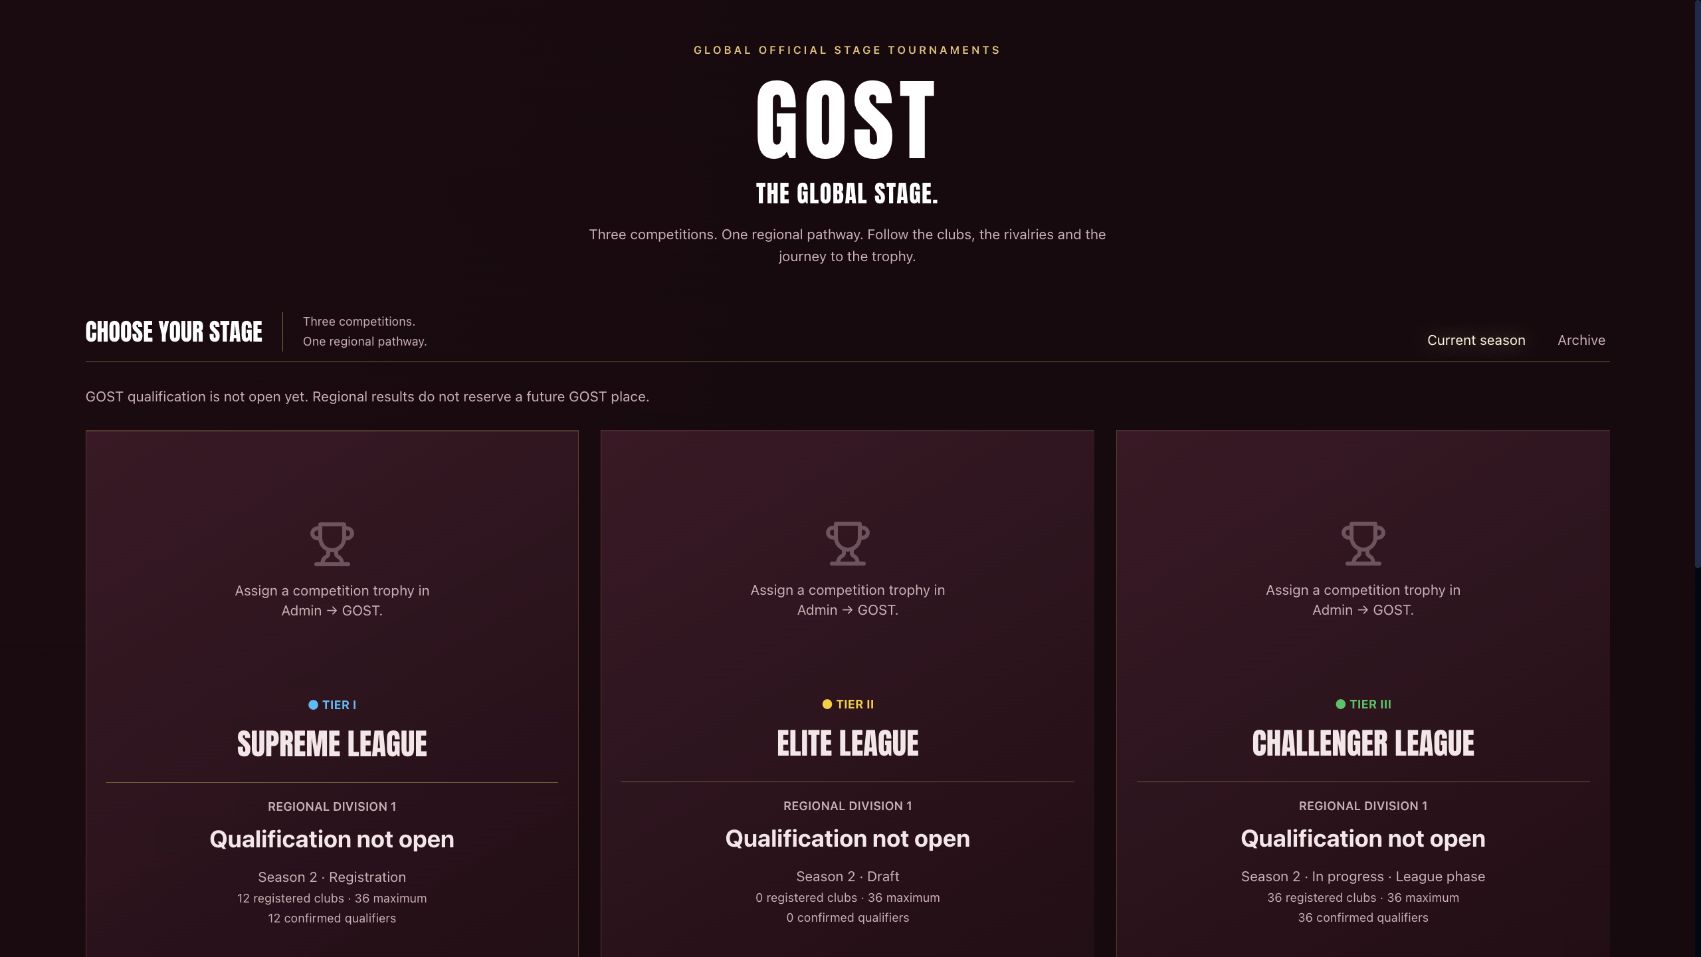 GLOBAL OFFICIAL STAGE TOURNAMENTS
GOST
THE GLOBAL STAGE.
Three competitions. One regional pathway. Follow the clubs, the rivalries and the
journey to the trophy.
CHOOSE YOUR STAGE
Three competitions.
One regional pathway.
Current season
Archive
GOST qualification is not open yet. Regional results do not reserve a future GOST place.
Assign a competition trophy in
Admin → GOST.
TIER I
SUPREME LEAGUE
REGIONAL DIVISION 1
Qualification not open
Season 2 · Registration
12 registered clubs · 36 maximum
12 confirmed qualifiers
Assign a competition trophy in
Admin → GOST.
TIER II
ELITE LEAGUE
REGIONAL DIVISION 1
Qualification not open
Season 2 · Draft
0 registered clubs · 36 maximum
0 confirmed qualifiers
Assign a competition trophy in
Admin → GOST.
TIER III
CHALLENGER LEAGUE
REGIONAL DIVISION 1
Qualification not open
Season 2 · In progress · League phase
36 registered clubs · 36 maximum
36 confirmed qualifiers